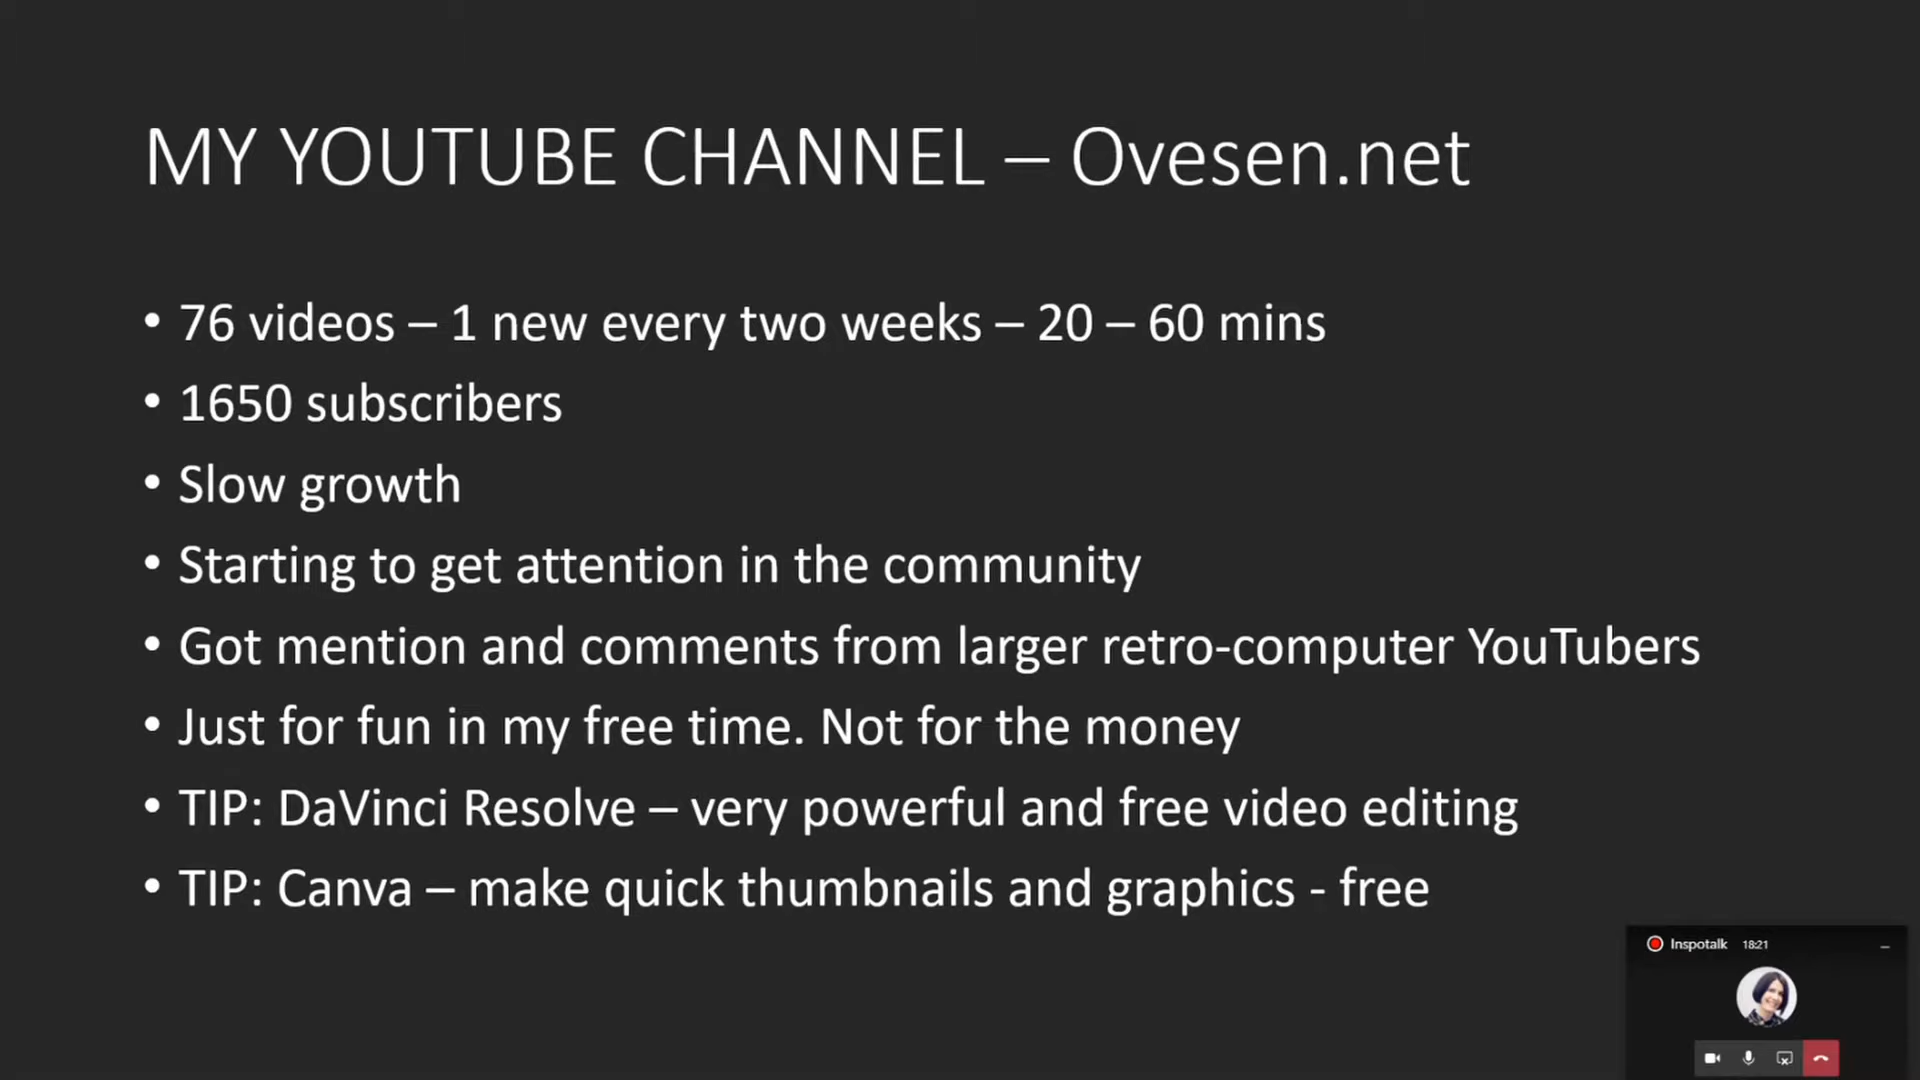 MY YOUTUBE CHANNEL – Ovesen.net
• 76 videos – 1 new every two weeks – 20 – 60 mins
• 1650 subscribers
• Slow growth
• Starting to get attention in the community
• Got mention and comments from larger retro-computer YouTubers
• Just for fun in my free time. Not for the money
• TIP: DaVinci Resolve – very powerful and free video editing
• TIP: Canva – make quick thumbnails and graphics - free
Inspotalk 18:21